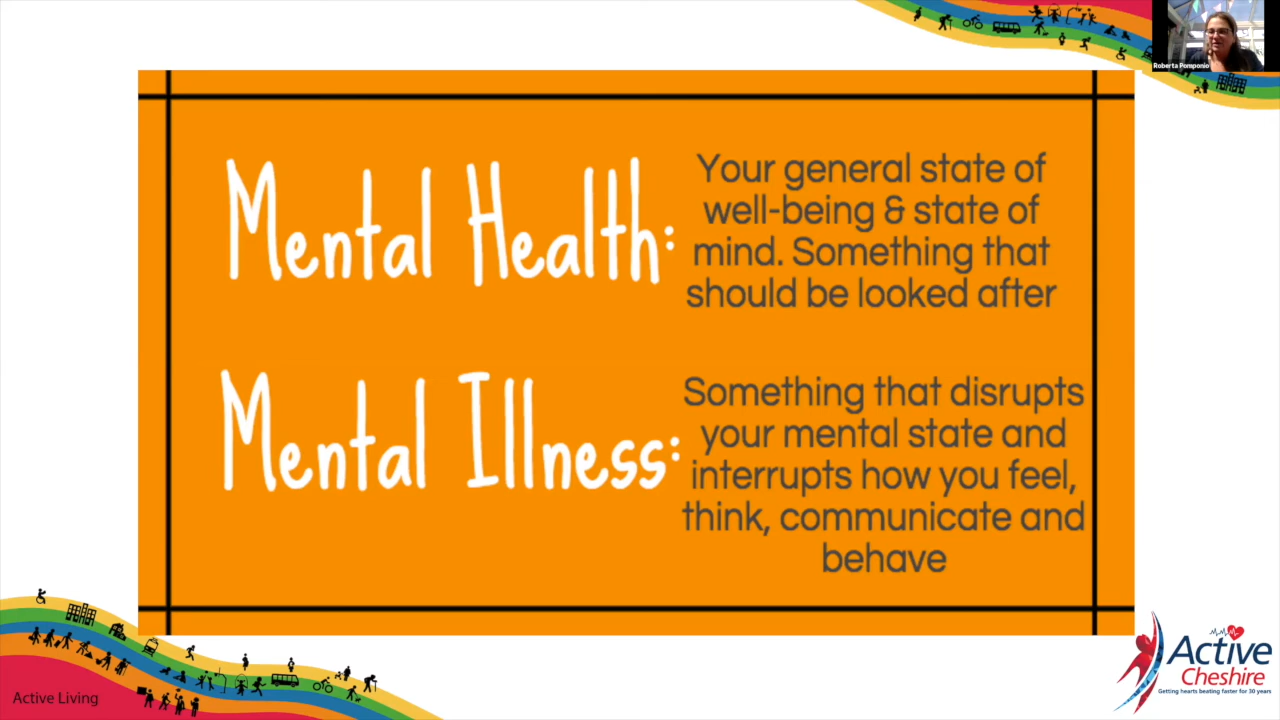 Roberta Pomponio
Mental Health:
Your general state of
well-being & state of
mind. Something that
should be looked after
Mental Illness:
Something that disrupts
your mental state and
interrupts how you feel,
think, communicate and
behave
Active Living
Active
Cheshire
Getting hearts beating faster for 30 years